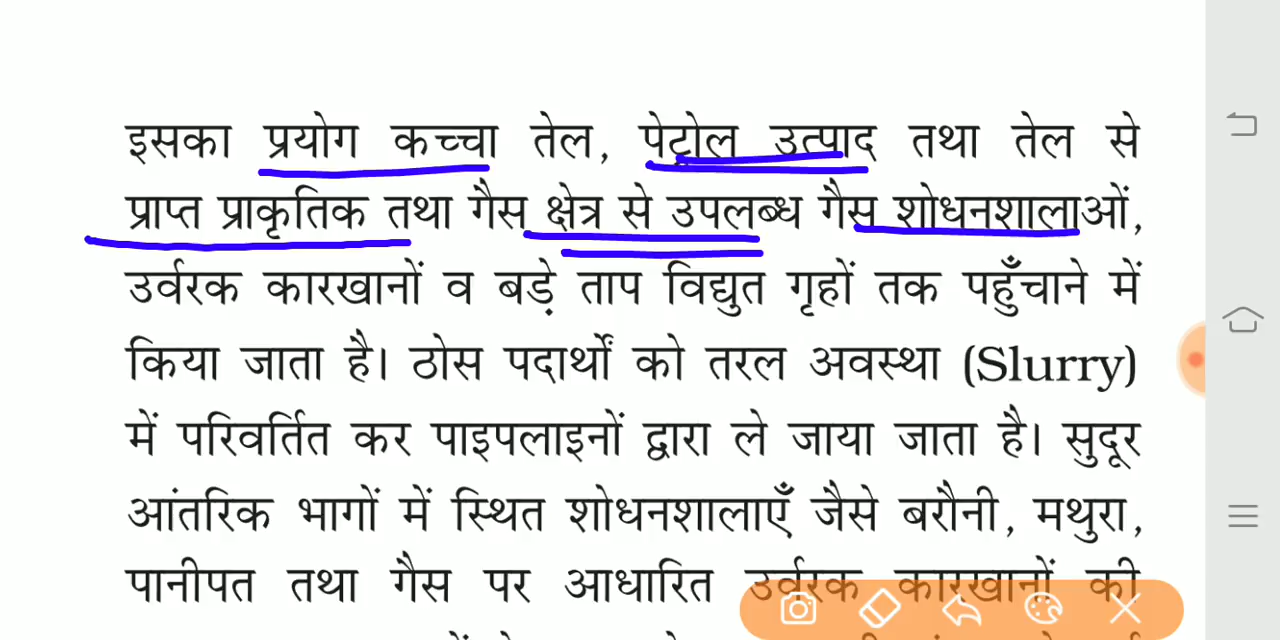 इसका प्रयोग कच्चा तेल, पेट्रोल उत्पाद तथा तेल से
प्राप्त प्राकृतिक तथा गैस क्षेत्र से उपलब्ध गैस शोधनशालाओं,
उर्वरक कारखानों व बड़े ताप विद्युत गृहों तक पहुँचाने में
किया जाता है। ठोस पदार्थों को तरल अवस्था (Slurry)
में परिवर्तित कर पाइपलाइनों द्वारा ले जाया जाता है। सुदूर
आंतरिक भागों में स्थित शोधनशालाएँ जैसे बरौनी, मथुरा,
पानीपत तथा गैस पर आधारित उर्वरक कारखानों की